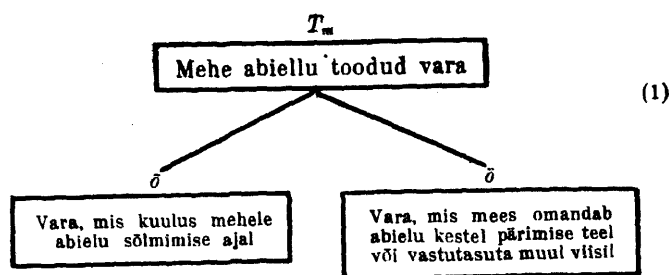 T_m
Mehe abiellu toodud vara
(1)
õ
õ
Vara, mis kuulus mehele
abielu sõlmimise ajal
Vara, mis mees omandab
abielu kestel pärimise teel
või vastutasuta muul viisil